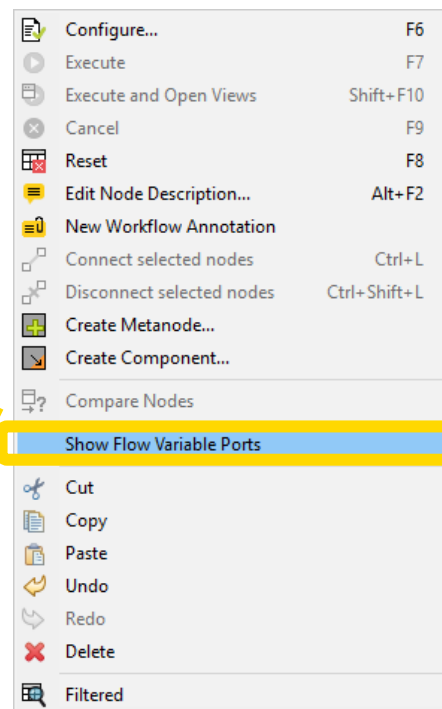 Configure... F6
Execute F7
Execute and Open Views Shift+F10
Cancel F9
Reset F8
Edit Node Description... Alt+F2
New Workflow Annotation
Connect selected nodes Ctrl+L
Disconnect selected nodes Ctrl+Shift+L
Create Metanode...
Create Component...
Compare Nodes
Show Flow Variable Ports
Cut
Copy
Paste
Undo
Redo
Delete
Filtered